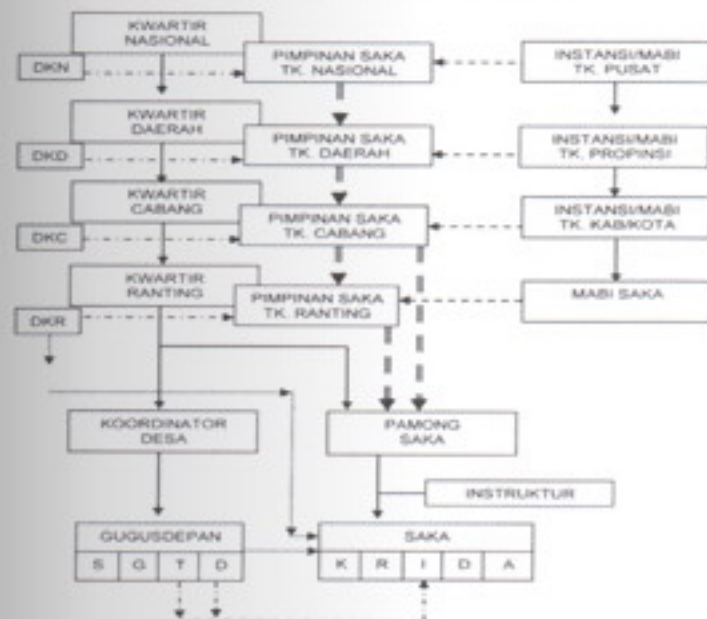 KWARTIR
NASIONAL
DKN
PIMPINAN SAKA
TK. NASIONAL
INSTANSI/MABI
TK. PUSAT
KWARTIR
DAERAH
DKD
PIMPINAN SAKA
TK. DAERAH
INSTANSI/MABI
TK. PROPINSI
KWARTIR
CABANG
DKC
PIMPINAN SAKA
TK. CABANG
INSTANSI/MABI
TK. KAB/KOTA
KWARTIR
RANTING
DKR
PIMPINAN SAKA
TK. RANTING
MABI SAKA
KOORDINATOR
DESA
PAMONG
SAKA
INSTRUKTUR
GUGUSDEPAN
S G T D
SAKA
K R I D A